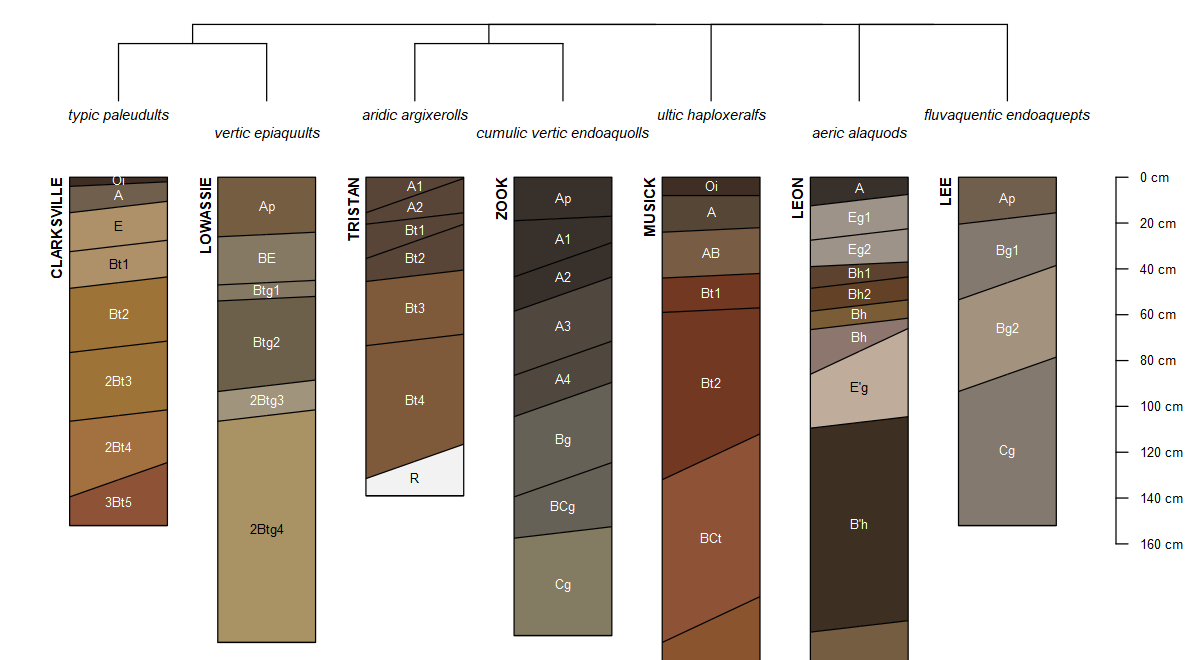 typic paleudults
vertic epiaquults
aridic argixerolls
cumulic vertic endoaquolls
ultic haploxeralfs
aeric alaquods
fluvaquentic endoaquepts
CLARKSVILLE
Oi
A
E
Bt1
Bt2
2Bt3
2Bt4
3Bt5
LOWASSIE
Ap
BE
Btg1
Btg2
2Btg3
2Btg4
TRISTAN
A1
A2
Bt1
Bt2
Bt3
Bt4
R
ZOOK
Ap
A1
A2
A3
A4
Bg
BCg
Cg
MUSICK
Oi
A
AB
Bt1
Bt2
BCt
LEON
A
Eg1
Eg2
Bh1
Bh2
Bh
Bh
E'g
B'h
LEE
Ap
Bg1
Bg2
Cg
0 cm
20 cm
40 cm
60 cm
80 cm
100 cm
120 cm
140 cm
160 cm